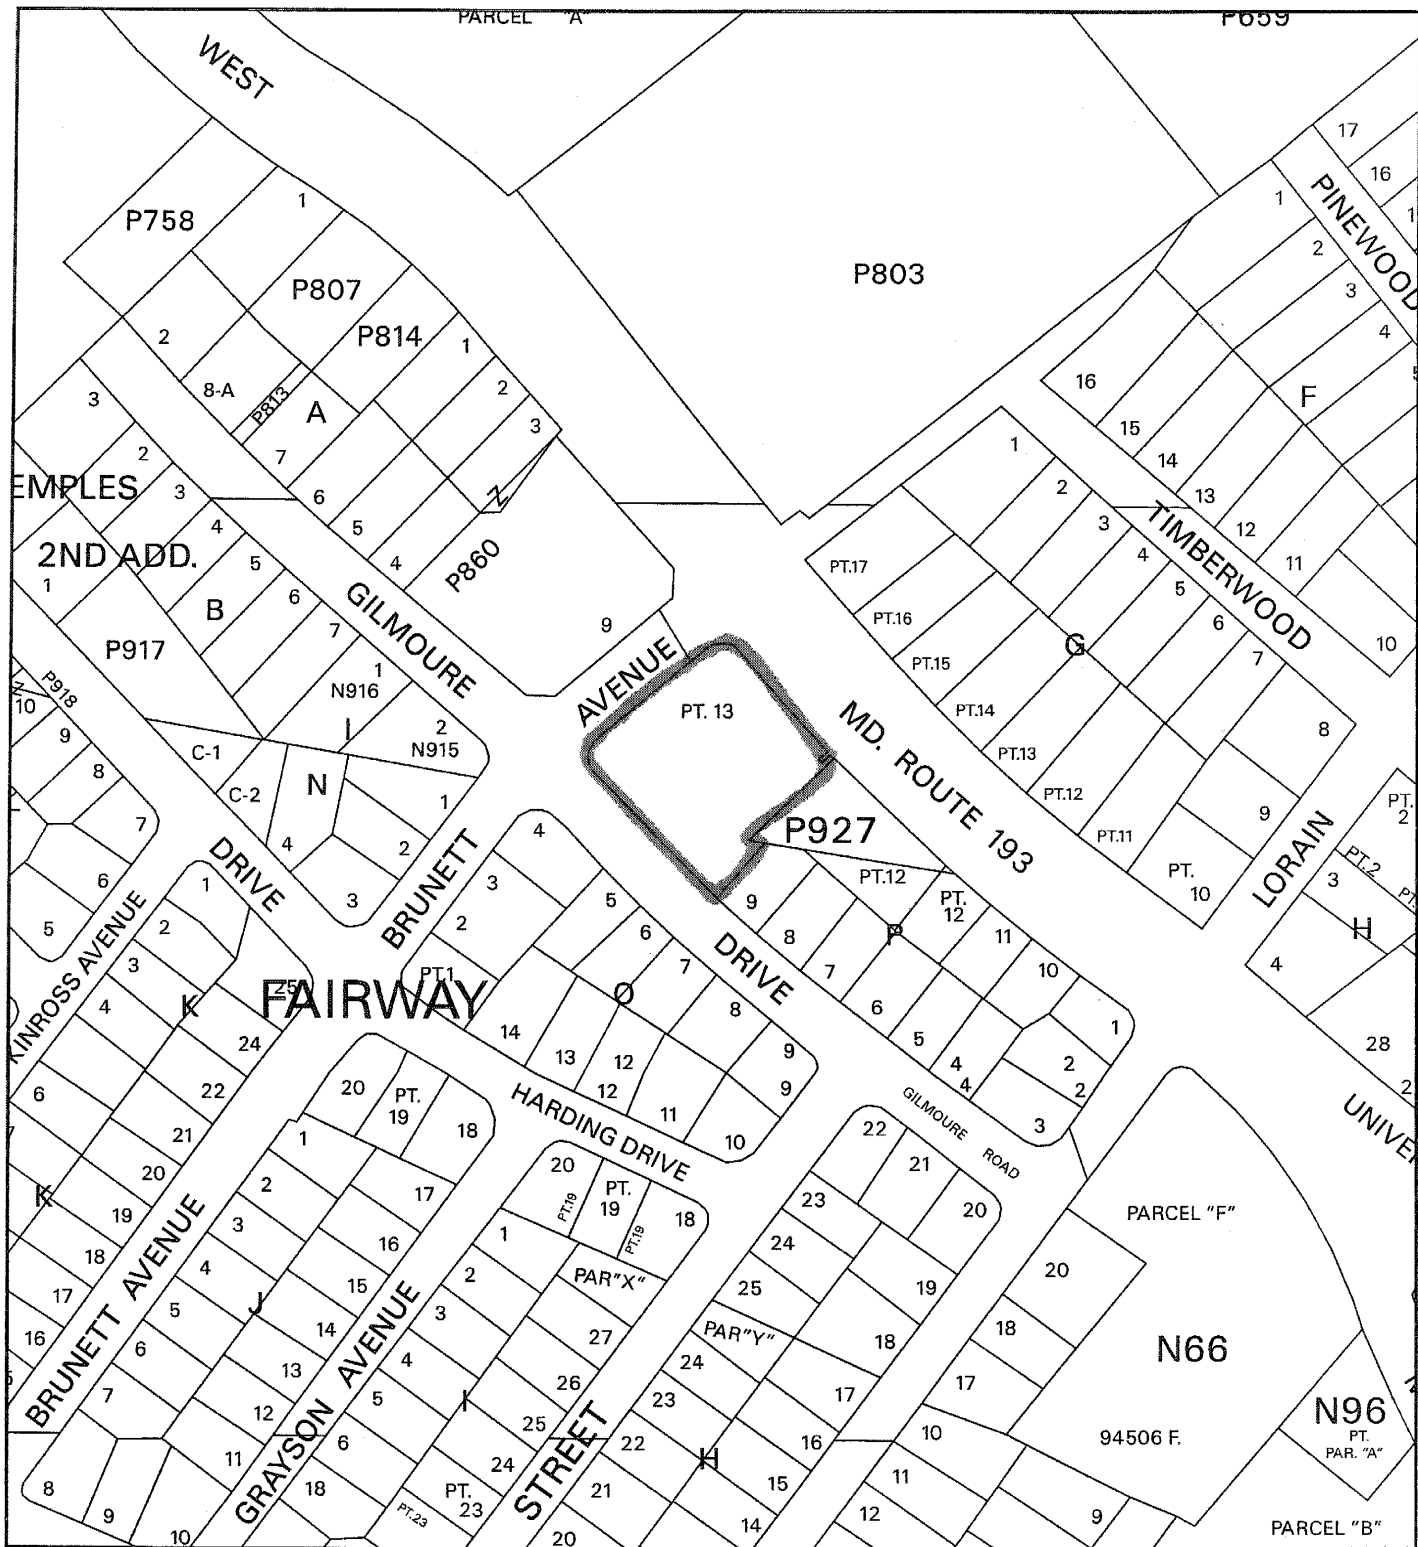 PARCEL "A"
P659
WEST
17
16
PINEWOOD
1
2
3
4
P758
1
P807
P814
P803
2
8-A
P813
A
7
6
5
4
1
2
3
Z
P860
9
16
15
14
13
12
11
10
F
3
2
EMPLES
2ND ADD.
3
4
5
6
7
B
1
P917
GILMOURE
AVENUE
TIMBERWOOD
1
2
3
4
5
6
7
8
9
PT.17
PT.16
PT.15
PT.14
PT.13
PT.12
PT.11
PT.
10
G
1
N916
I
2
N915
P918
Z
10
9
8
7
6
5
C-1
C-2
N
4
1
2
3
PT. 13
MD. ROUTE 193
P927
LORAIN
PT.
2
PT.2
3
H
4
28
DRIVE
BRUNETT
4
3
2
PT.1
5
6
7
8
9
9
O
14
13
12
12
11
10
DRIVE
9
8
7
6
5
4
4
3
2
2
1
10
11
PT.12
PT.
12
P
KINROSS AVENUE
1
2
3
4
6
K
25
24
22
21
20
19
18
17
16
K
FAIRWAY
HARDING DRIVE
GILMOURE
ROAD
UNIVER
20
PT.
19
18
1
2
3
4
5
6
7
8
9
10
11
12
13
14
15
16
17
J
BRUNETT AVENUE
GRAYSON AVENUE
20
PT.19
PT.
19
PT.19
18
1
2
3
4
5
6
18
PAR"X"
27
26
25
24
PT.
23
PT.23
I
STREET
22
21
20
23
24
25
19
18
17
PAR"Y"
24
23
22
21
20
16
15
14
H
PARCEL "F"
20
18
17
10
11
12
9
N66
94506 F.
N96
PT.
PAR. "A"
PARCEL "B"